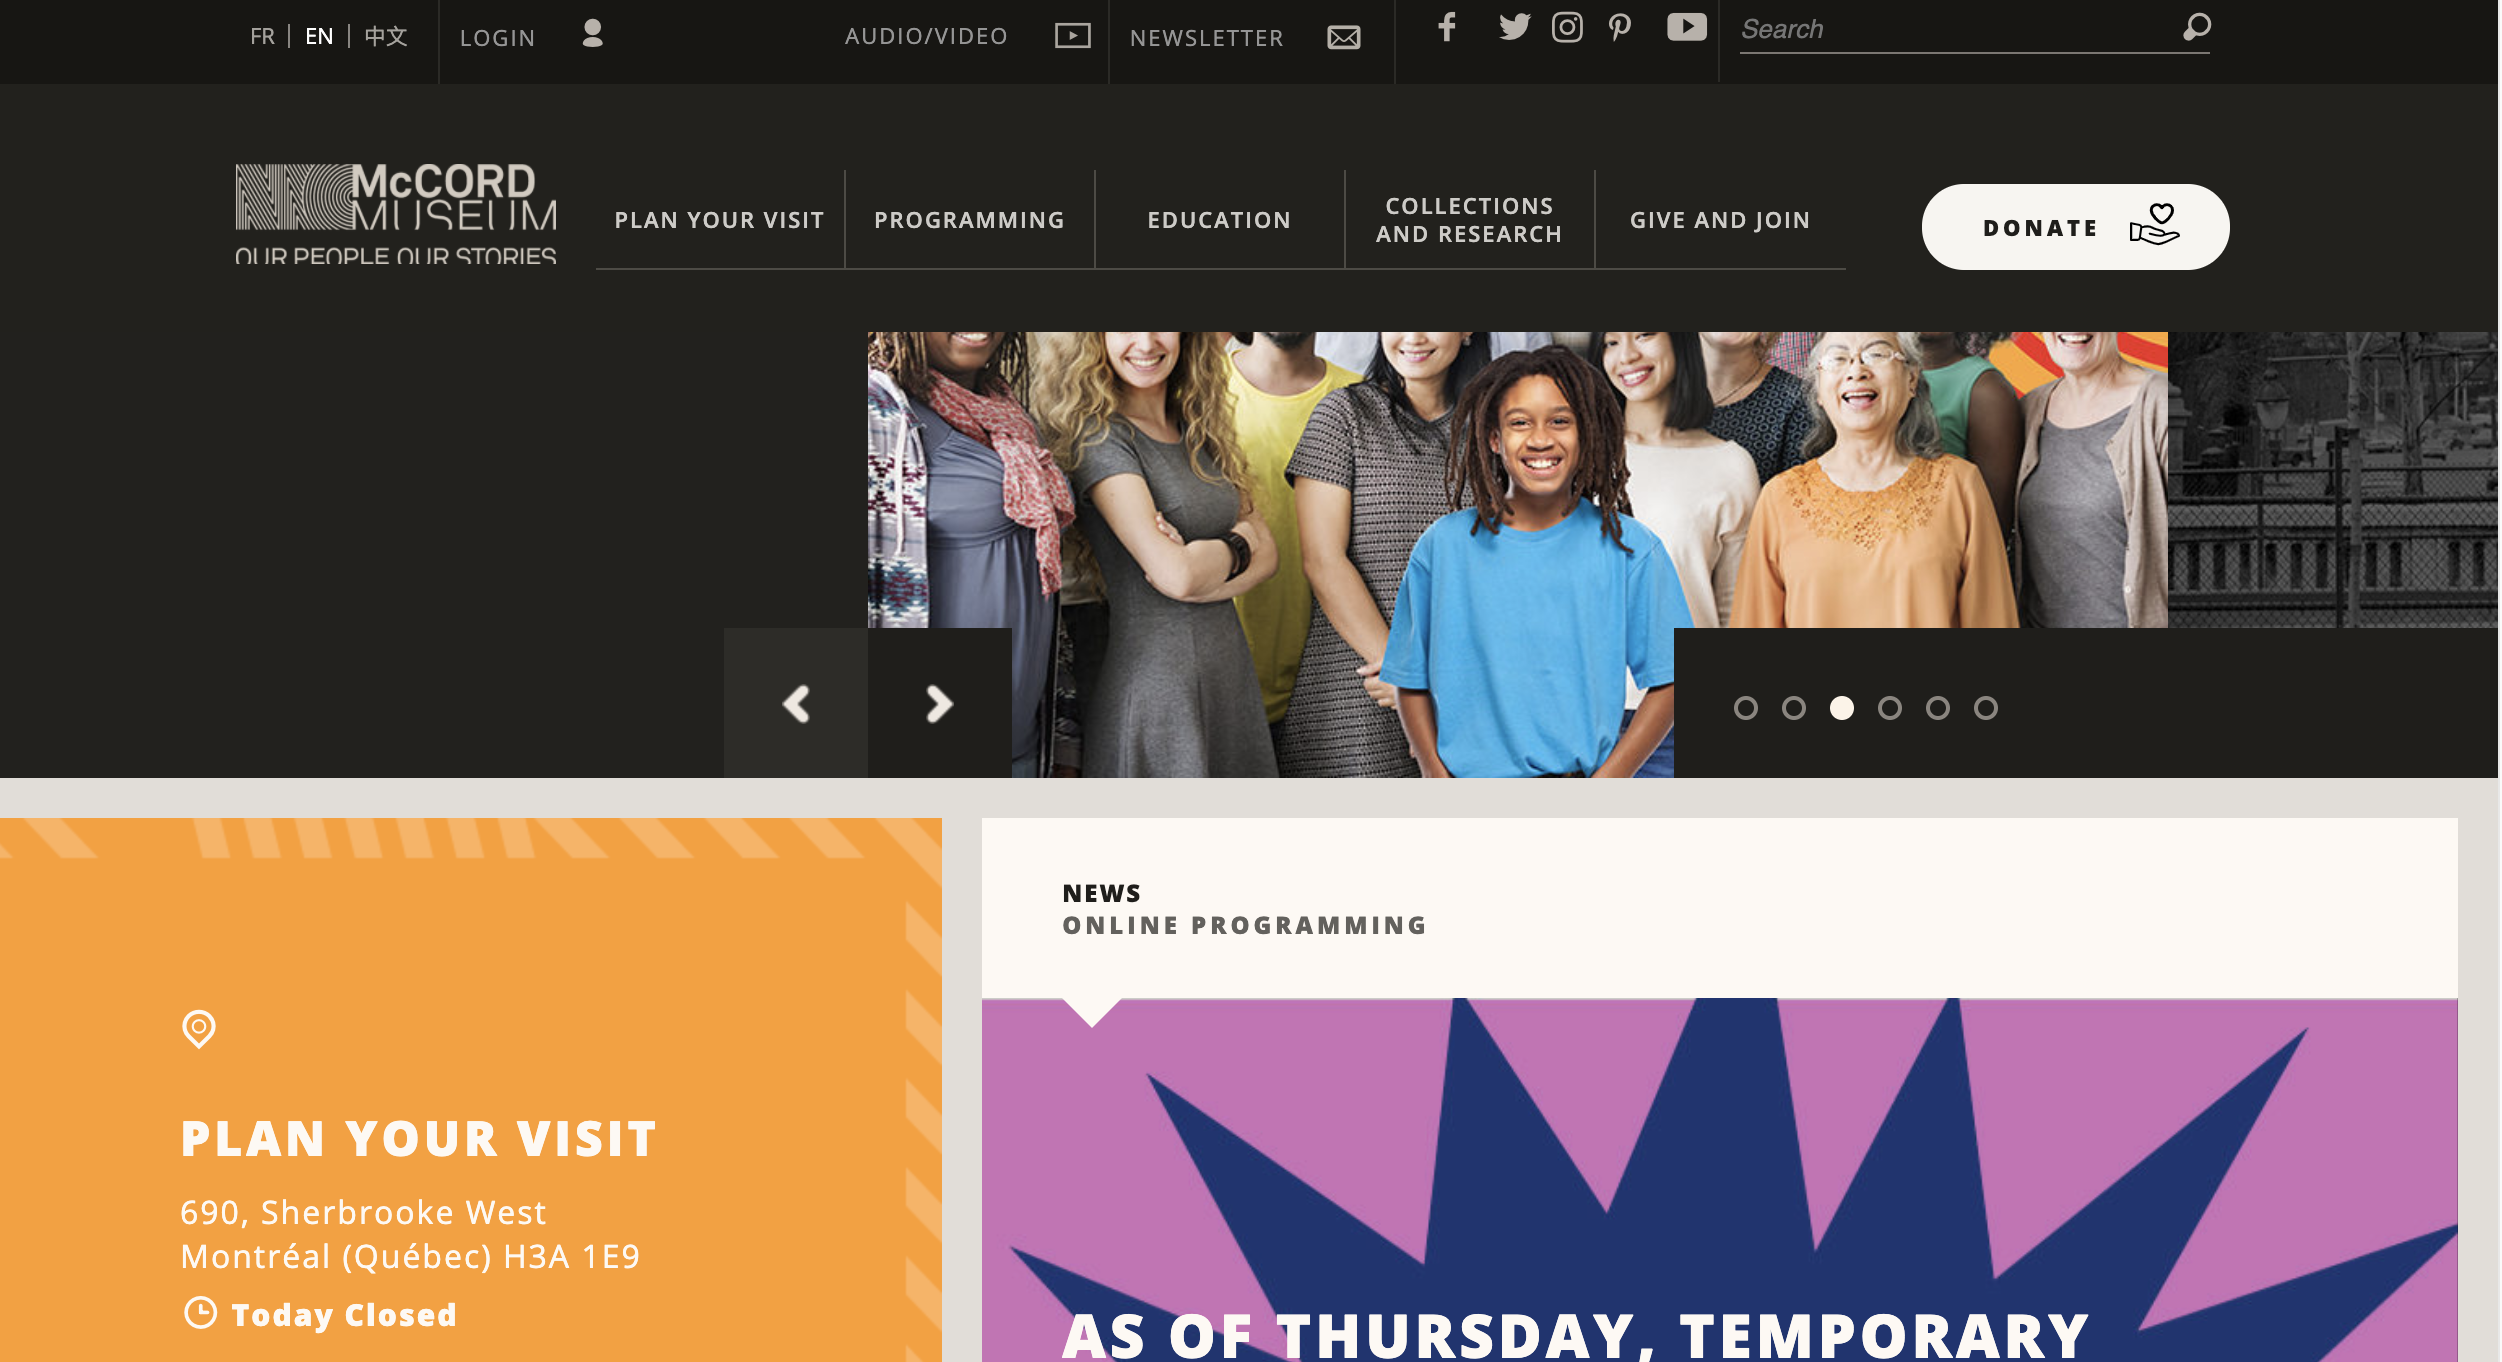 FR | EN | 中文
LOGIN
AUDIO/VIDEO
NEWSLETTER
Search
McCORD
MUSEUM
OUR PEOPLE OUR STORIES
PLAN YOUR VISIT
PROGRAMMING
EDUCATION
COLLECTIONS
AND RESEARCH
GIVE AND JOIN
DONATE
NEWS
ONLINE PROGRAMMING
PLAN YOUR VISIT
690, Sherbrooke West
Montréal (Québec) H3A 1E9
Today Closed
AS OF THURSDAY, TEMPORARY